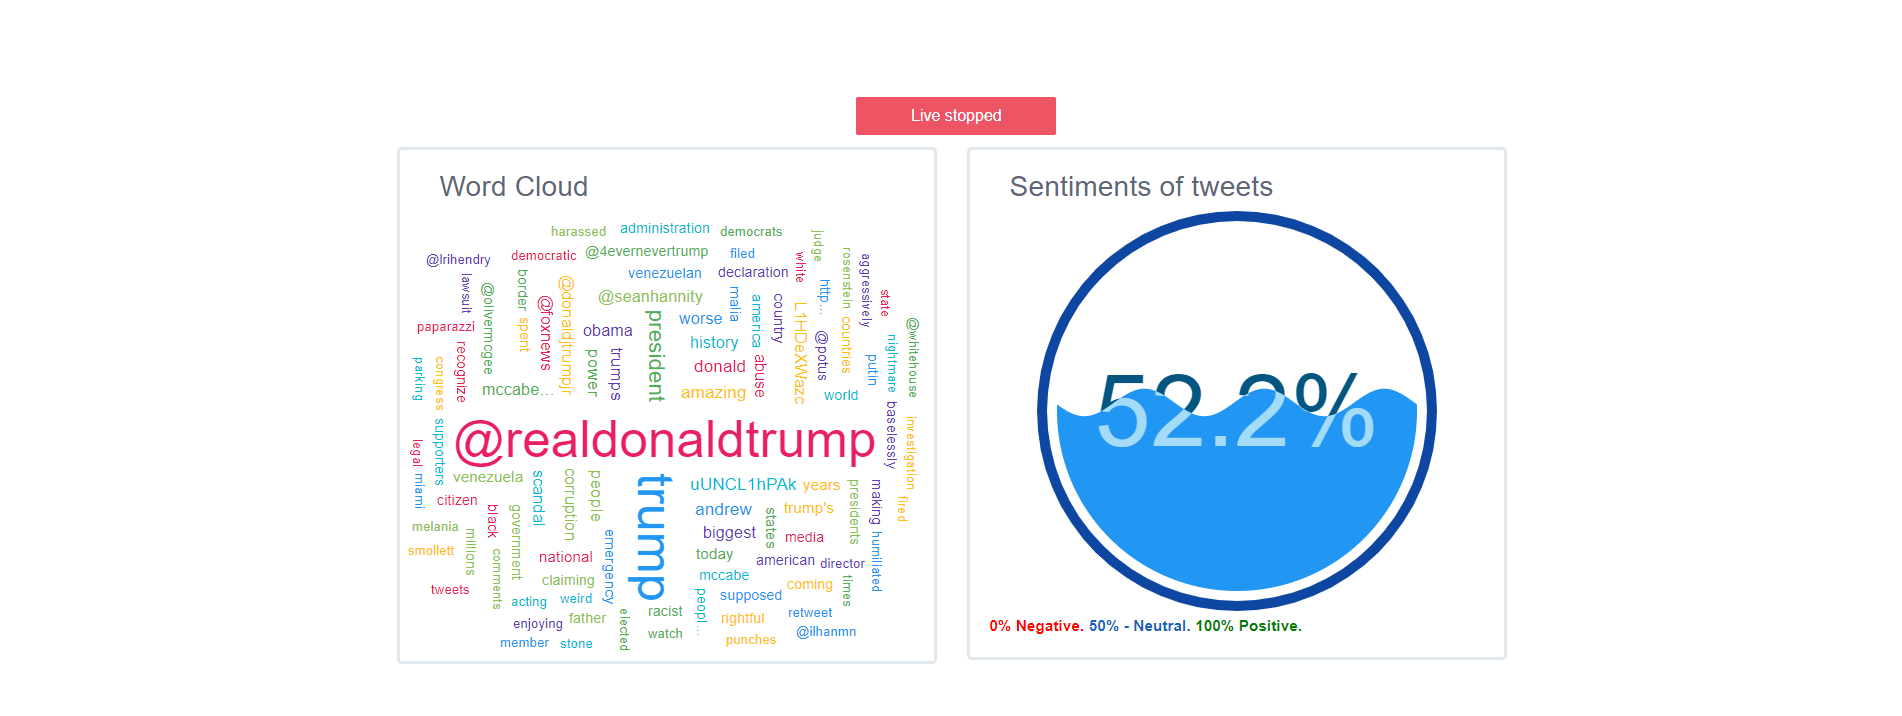 Live stopped
Word Cloud
Sentiments of tweets
harassed
administration
democrats
judge
@lrihendry
democratic
@4evernevertrump
filed
white
rosenstein
aggressively
lawsuit
border
@donaldjtrumpjr
venezuelan
declaration
http...
state
@olivermcgee
@foxnews
@seanhannity
malia
america
country
L1HDeXWazc
paparazzi
spent
obama
president
worse
@potus
countries
@whitehouse
recognize
power
trumps
history
nightmare
parking
congress
donald
abuse
putin
mccabe...
amazing
world
@realdonaldtrump
baselessly
investigation
supporters
legal
miami
venezuela
scandal
corruption
people
trump
uUNCL1hPAk
years
presidents
making
fired
citizen
black
government
andrew
states
trump's
melania
millions
biggest
media
humiliated
smollett
comments
national
emergency
today
american
director
claiming
mccabe
coming
times
tweets
acting
weird
peopl...
supposed
enjoying
father
elected
racist
rightful
retweet
member
stone
watch
punches
@ilhanmn
52.2%
0% Negative. 50% - Neutral. 100% Positive.